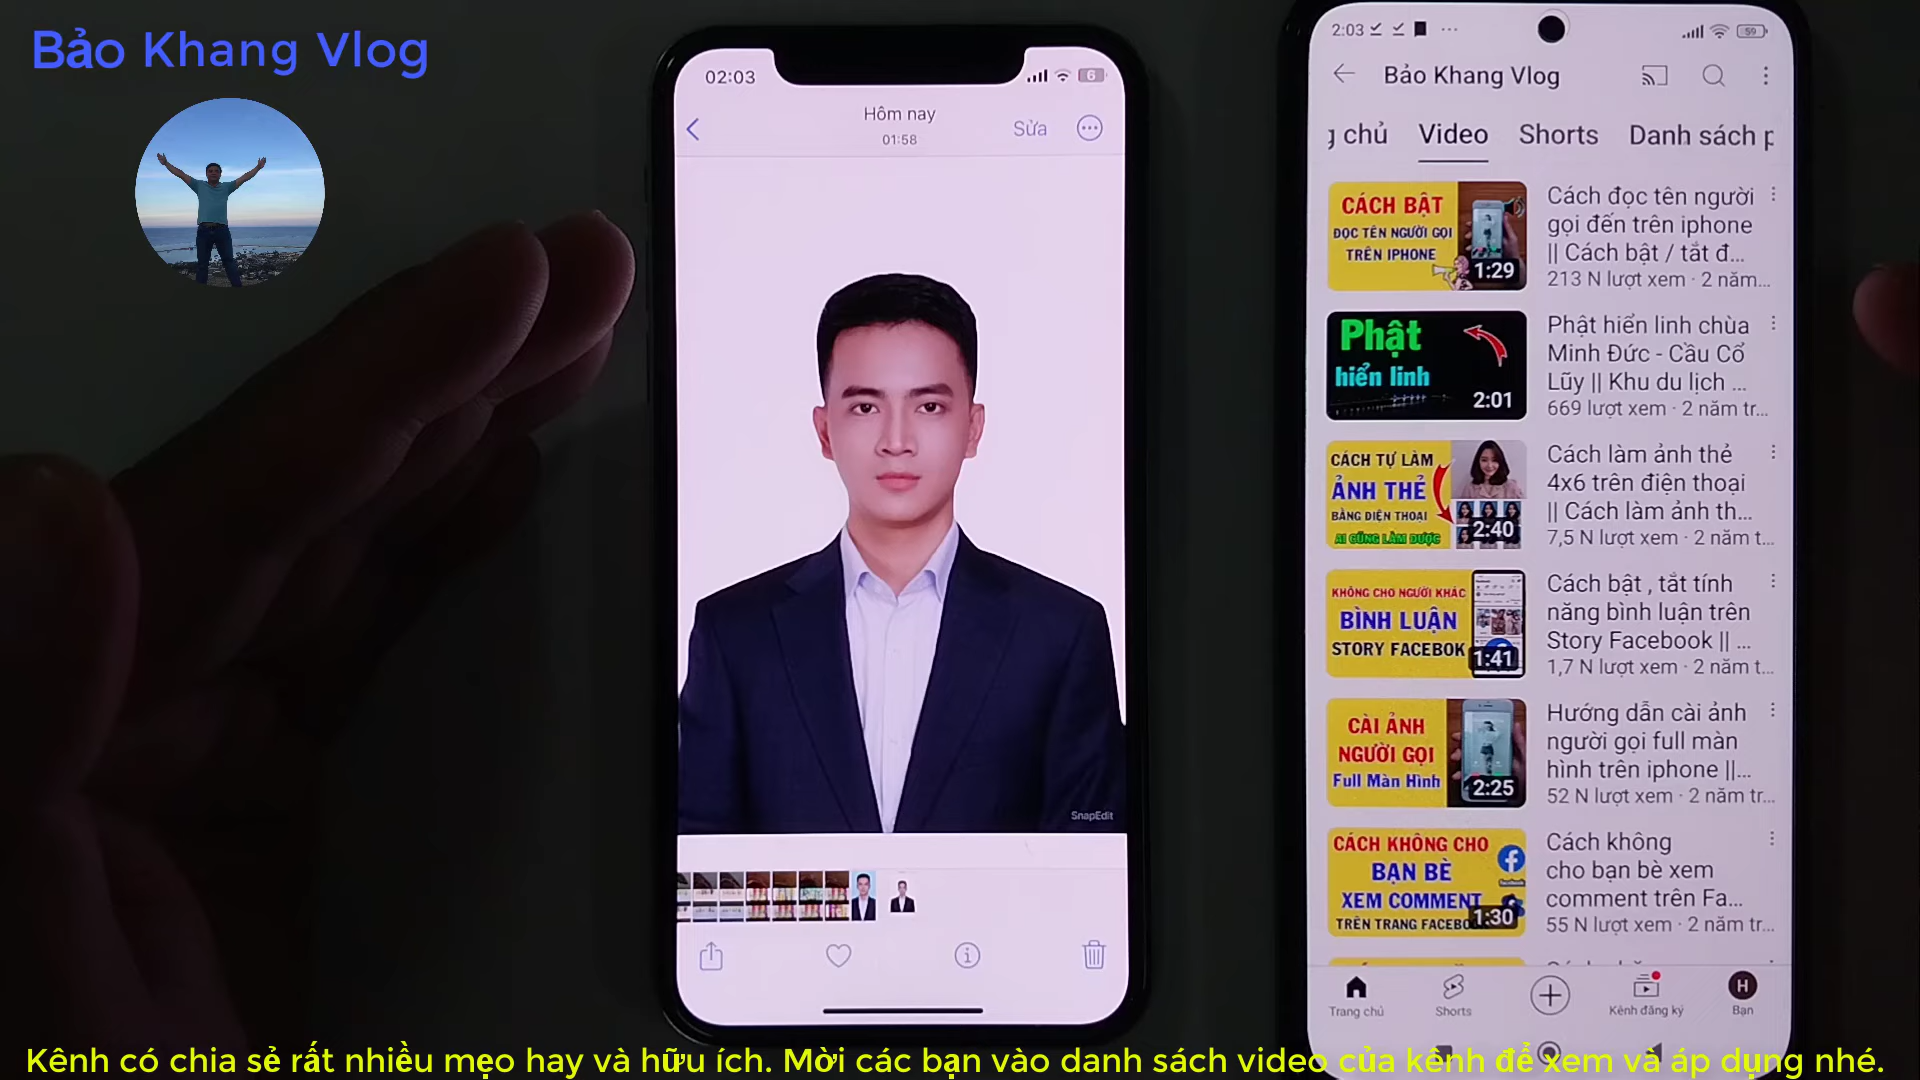 Bảo Khang Vlog
02:03
6
Hôm nay
01:58
Sửa
SnapEdit
2:03
59
Bảo Khang Vlog
g chủ
Video
Shorts
Danh sách p
CÁCH BẬT
ĐỌC TÊN NGƯỜI GỌI
TRÊN IPHONE
1:29
Cách đọc tên người
gọi đến trên iphone
|| Cách bật / tắt đ...
213 N lượt xem · 2 năm...
Phật
hiển linh
2:01
Phật hiển linh chùa
Minh Đức - Cầu Cổ
Lũy || Khu du lịch ...
669 lượt xem · 2 năm tr...
CÁCH TỰ LÀM
ẢNH THẺ
BẰNG ĐIỆN THOẠI
AI CŨNG LÀM ĐƯỢC
2:40
Cách làm ảnh thẻ
4x6 trên điện thoại
|| Cách làm ảnh th...
7,5 N lượt xem · 2 năm t...
KHÔNG CHO NGƯỜI KHÁC
BÌNH LUẬN
STORY FACEBOK
1:41
Cách bật , tắt tính
năng bình luận trên
Story Facebook || ...
1,7 N lượt xem · 2 năm t...
CÀI ẢNH
NGƯỜI GỌI
Full Màn Hình
2:25
Hướng dẫn cài ảnh
người gọi full màn
hình trên iphone ||...
52 N lượt xem · 2 năm tr...
CÁCH KHÔNG CHO
BẠN BÈ
XEM COMMENT
TRÊN TRANG FACEBO
1:30
Cách không
cho bạn bè xem
comment trên Fa...
55 N lượt xem · 2 năm tr...
Trang chủ
Shorts
Kênh đăng ký
H
Bạn
Kênh có chia sẻ rất nhiều mẹo hay và hữu ích. Mời các bạn vào danh sách video của kênh để xem và áp dụng nhé.